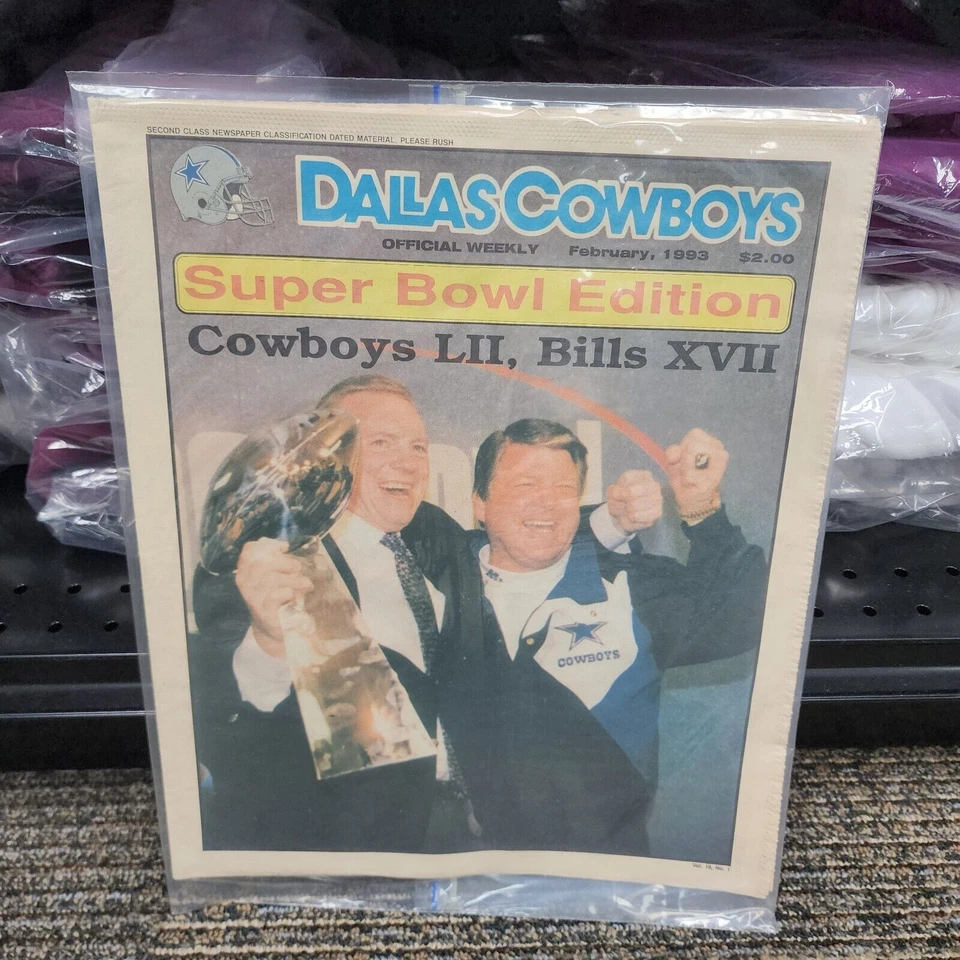 SECOND CLASS NEWSPAPER CLASSIFICATION DATED MATERIAL. PLEASE RUSH
DALLAS COWBOYS
OFFICIAL WEEKLY February, 1993 $2.00
Super Bowl Edition
Cowboys LII, Bills XVII
COWBOYS